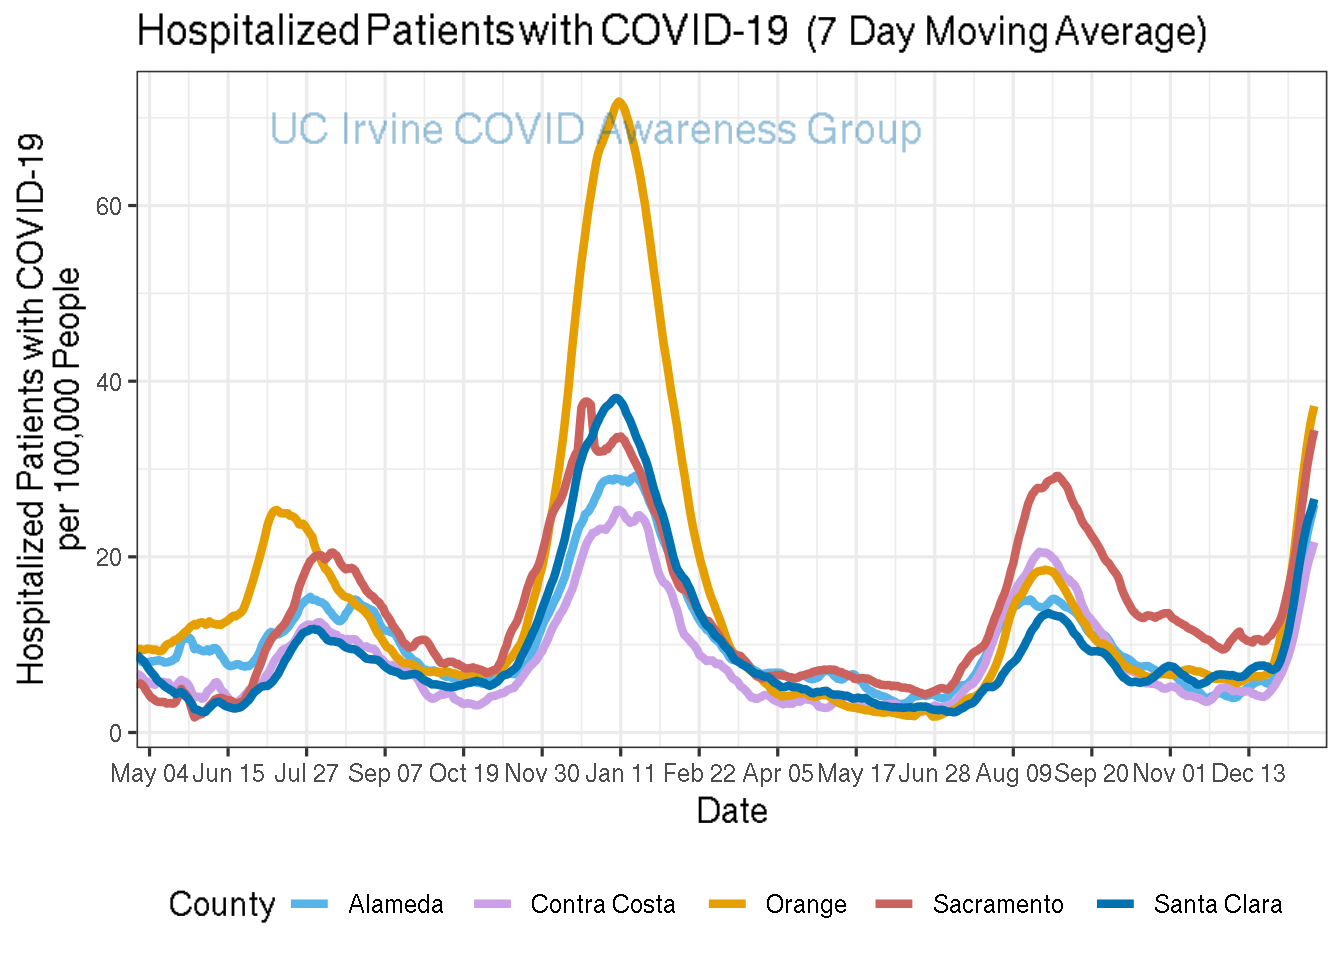 Hospitalized Patients with COVID-19 (7 Day Moving Average)
UC Irvine COVID Awareness Group
Hospitalized Patients with COVID-19
per 100,000 People
60
40
20
0
May 04 Jun 15 Jul 27 Sep 07 Oct 19 Nov 30 Jan 11 Feb 22 Apr 05 May 17 Jun 28 Aug 09 Sep 20 Nov 01 Dec 13
Date
County Alameda Contra Costa Orange Sacramento Santa Clara